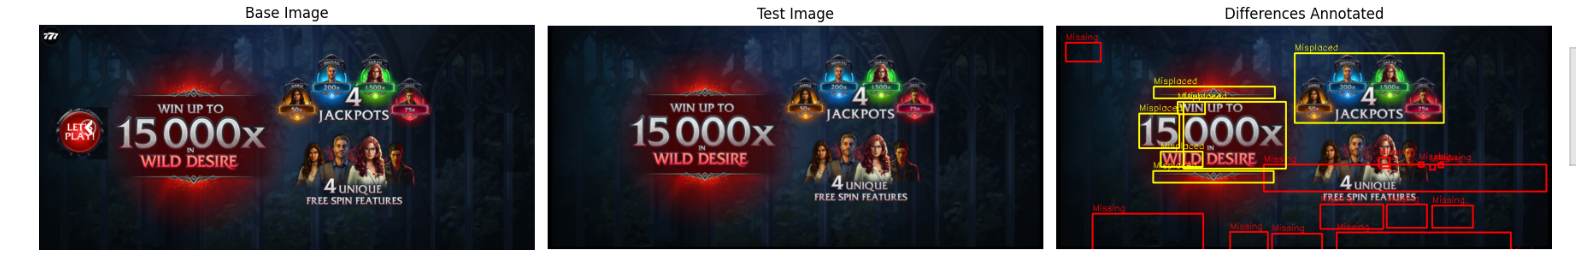 Base Image
777
50x
200x
1500x
75x
4
JACKPOTS
WIN UP TO
15 000x
IN
WILD DESIRE
LET'S
PLAY!
4 UNIQUE
FREE SPIN FEATURES
Test Image
50x
200x
1500x
75x
4
JACKPOTS
WIN UP TO
15 000x
IN
WILD DESIRE
4 UNIQUE
FREE SPIN FEATURES
Differences Annotated
Missing
Misplaced
Misplaced
Misplaced
Misplaced
50x
200x
1500x
75x
4
JACKPOTS
WIN UP TO
15 000x
WILD DESIRE
Missing
Missing
4 UNIQUE
FREE SPIN FEATURES
Missing
Missing
Missing
Missing
Missing
Missing